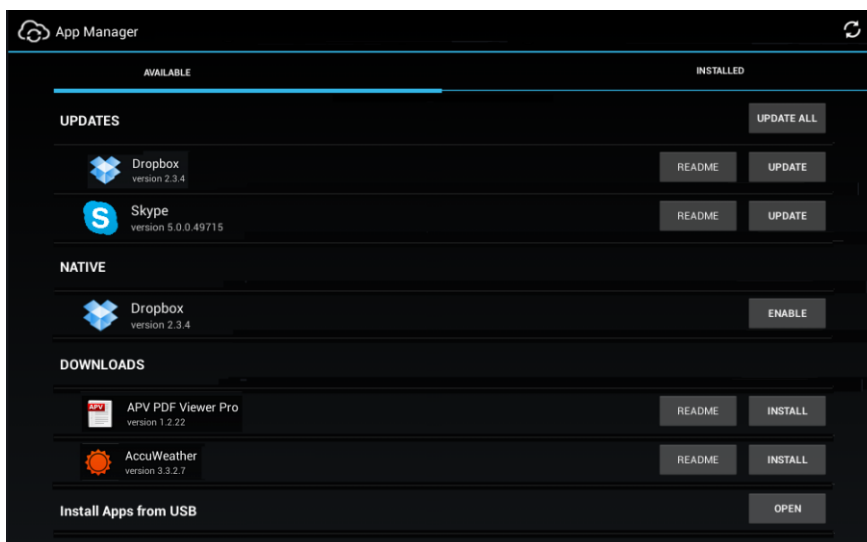 App Manager
AVAILABLE INSTALLED
UPDATES UPDATE ALL
Dropbox
version 2.3.4
README UPDATE
S Skype
version 5.0.0.49715
README UPDATE
NATIVE
Dropbox
version 2.3.4
ENABLE
DOWNLOADS
APV APV PDF Viewer Pro
version 1.2.22
README INSTALL
AccuWeather
version 3.3.2.7
README INSTALL
Install Apps from USB OPEN